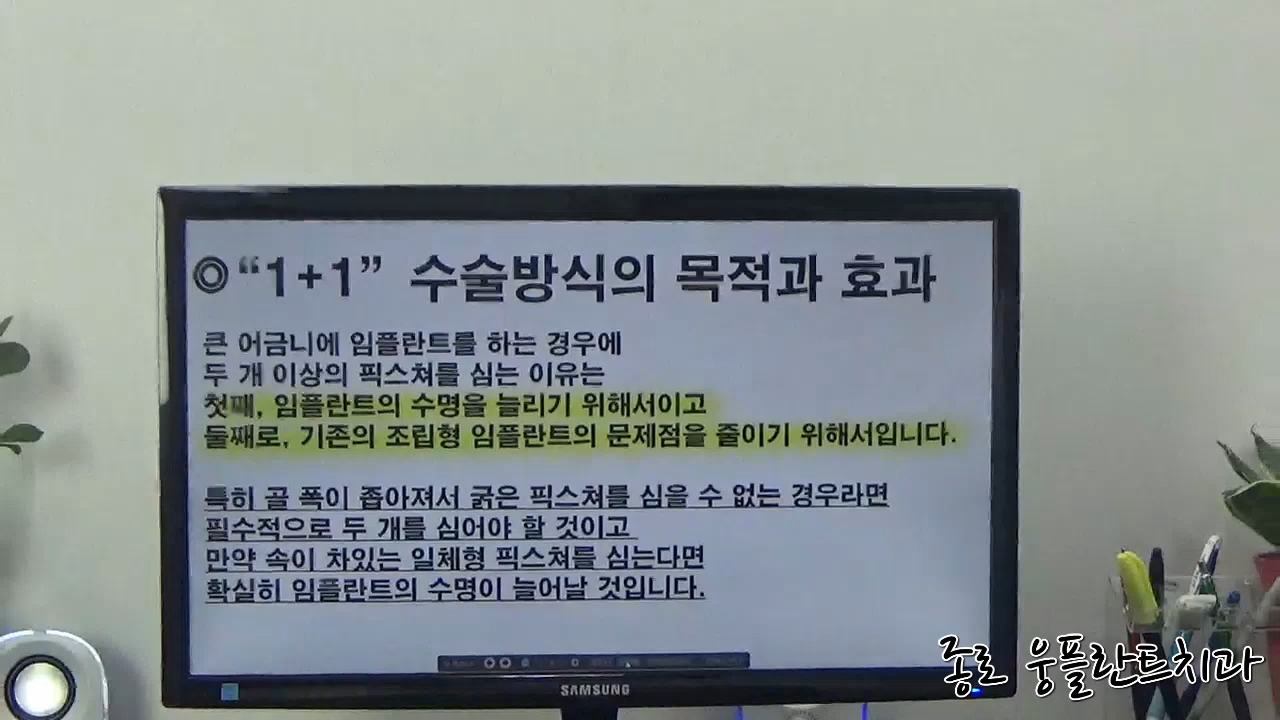 ◎“1+1” 수술방식의 목적과 효과
큰 어금니에 임플란트를 하는 경우에
두 개 이상의 픽스쳐를 심는 이유는
첫째, 임플란트의 수명을 늘리기 위해서이고
둘째로, 기존의 조립형 임플란트의 문제점을 줄이기 위해서입니다.
특히 골 폭이 좁아져서 굵은 픽스쳐를 심을 수 없는 경우라면
필수적으로 두 개를 심어야 할 것이고
만약 속이 차있는 일체형 픽스쳐를 심는다면
확실히 임플란트의 수명이 늘어날 것입니다.
SAMSUNG
종로 웅플란트치과